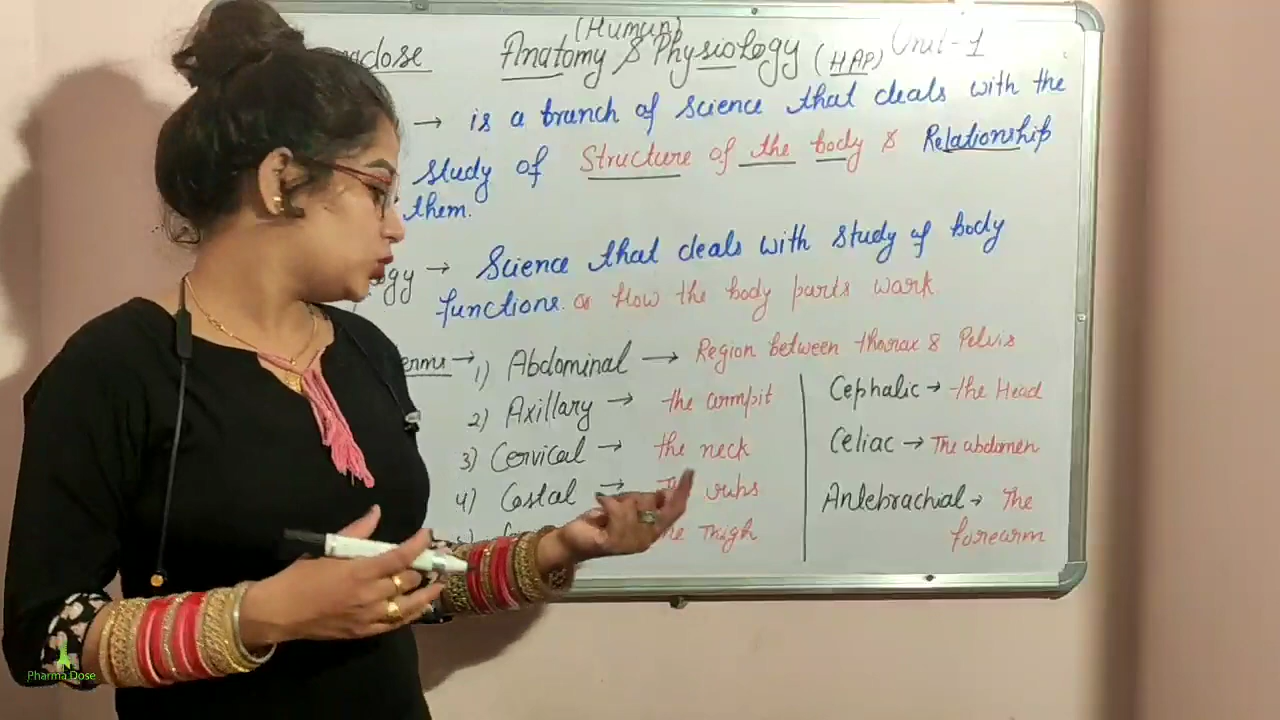 (Human)
Anatomy & Physiology (HAP) Unit-1
→ is a branch of science that deals with the
study of Structure of the body & Relationship
them.
→ Science that deals with study of Body
functions. or How the body parts work.
→ 1) Abdominal → Region between thorax & Pelvis
2) Axillary → the armpit
3) Cervical → the neck
4) Costal → ribs
Thigh
Cephalic → the Head
Celiac → The abdomen
Antebrachial → The
forearm
Pharma Dose